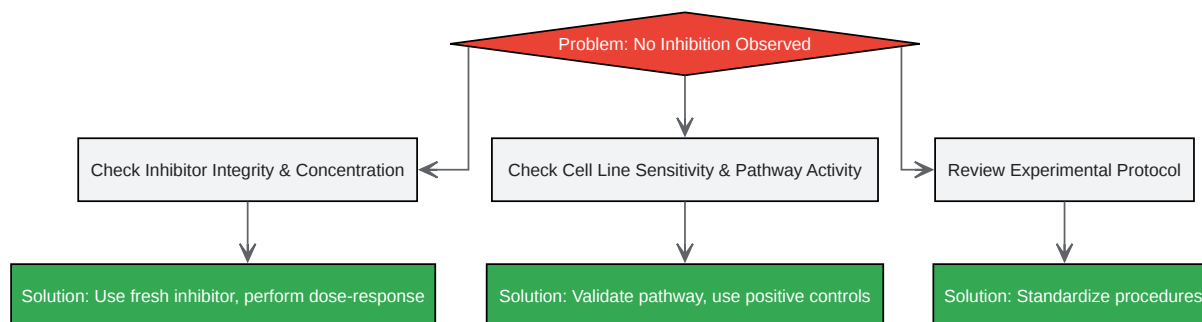 Problem: No Inhibition Observed
Check Inhibitor Integrity & Concentration
Check Cell Line Sensitivity & Pathway Activity
Review Experimental Protocol
Solution: Use fresh inhibitor, perform dose-response
Solution: Validate pathway, use positive controls
Solution: Standardize procedures